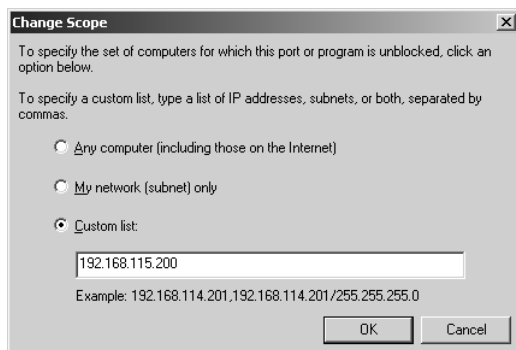 Change Scope
To specify the set of computers for which this port or program is unblocked, click an
option below.
To specify a custom list, type a list of IP addresses, subnets, or both, separated by
commas.
Any computer (including those on the Internet)
My network (subnet) only
Custom list:
192.168.115.200
Example: 192.168.114.201,192.168.114.201/255.255.255.0
OK
Cancel